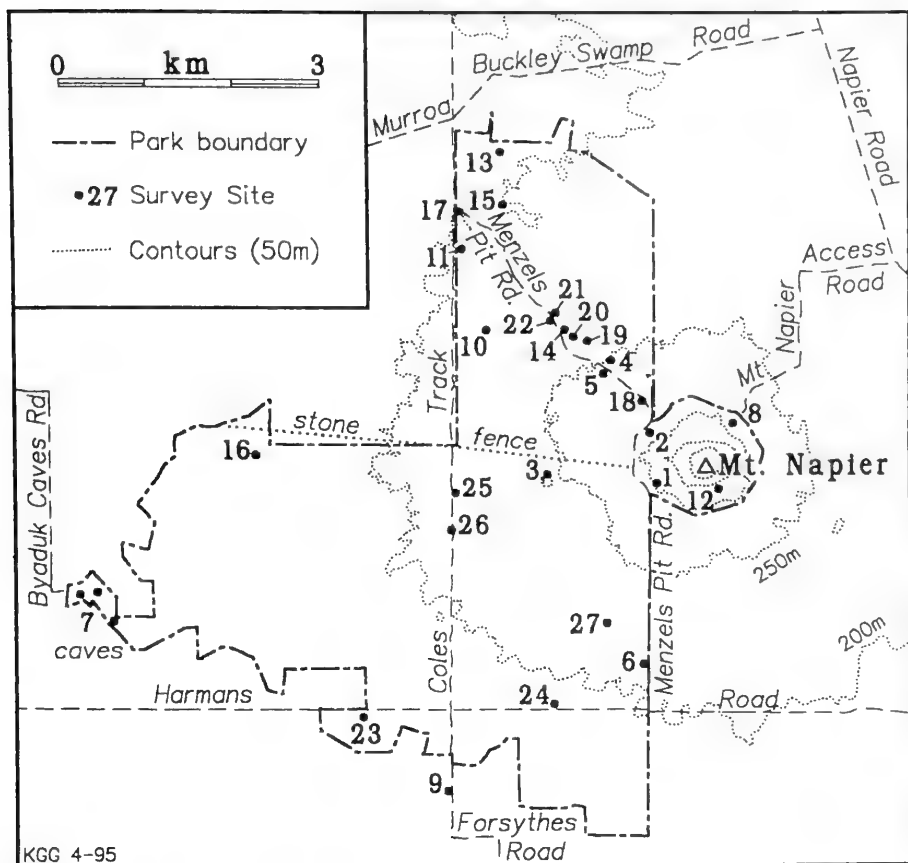 0 km 3
Park boundary
27 Survey Site
Contours (50m)
Murroa
Buckley Swamp Road
Napier Road
Access Road
Mt. Napier
13
15
17
Menzels Pit Rd.
11
21
22
20
14
19
10
4
5
18
Track
8
2
stone fence
16
3
1
Mt. Napier
12
25
26
Byaduk Caves Rd
Menzels Pit Rd.
250m
7
caves
27
6
200m
Coles
Harmans Road
24
23
9
Forsythes Road
KGG 4-95